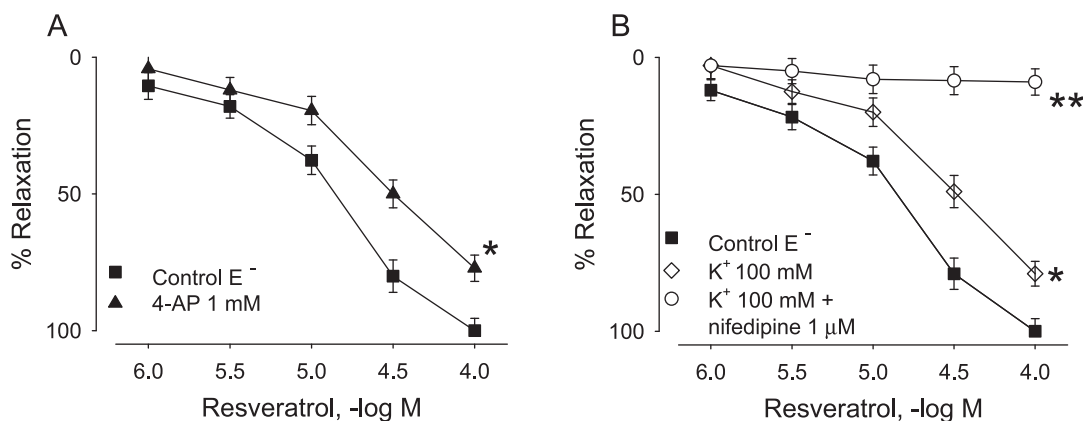 A
0
50
100
% Relaxation
Control E⁻
4-AP 1 mM
*
6.0 5.5 5.0 4.5 4.0
Resveratrol, -log M
B
0
50
100
% Relaxation
**
*
Control E⁻
K⁺ 100 mM
K⁺ 100 mM +
nifedipine 1 μM
6.0 5.5 5.0 4.5 4.0
Resveratrol, -log M